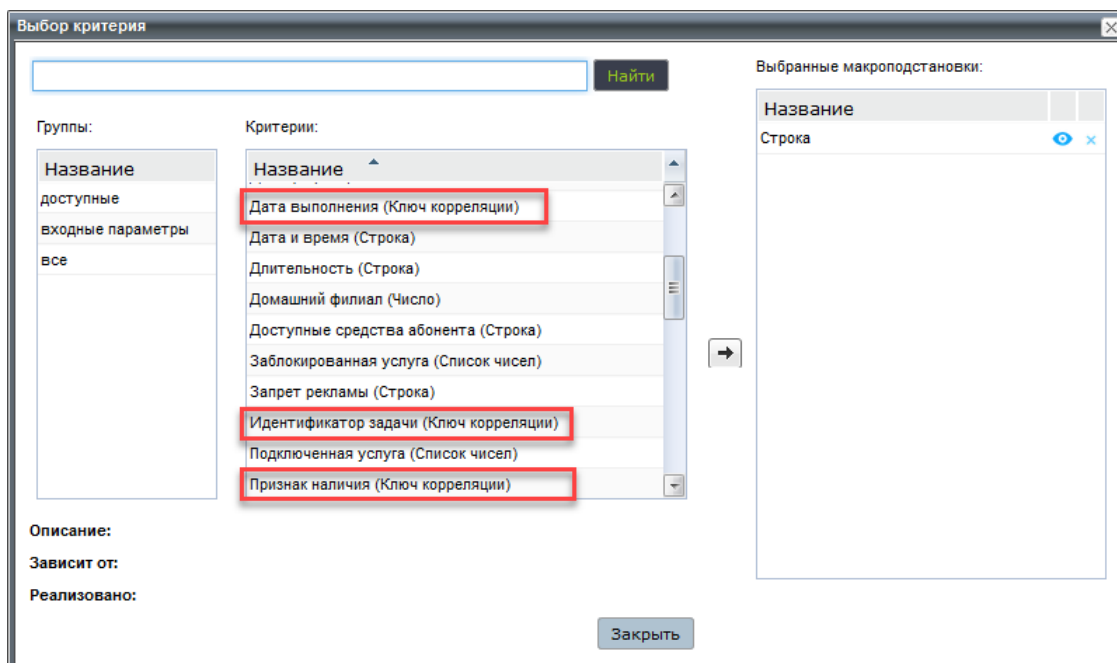 Выбор критерия
Найти
Выбранные макроподстановки:
Группы:
Критерии:
Название
доступные
входные параметры
все
Название
Дата выполнения (Ключ корреляции)
Дата и время (Строка)
Длительность (Строка)
Домашний филиал (Число)
Доступные средства абонента (Строка)
Заблокированная услуга (Список чисел)
Запрет рекламы (Строка)
Идентификатор задачи (Ключ корреляции)
Подключенная услуга (Список чисел)
Признак наличия (Ключ корреляции)
Название
Строка
Описание:
Зависит от:
Реализовано:
Закрыть